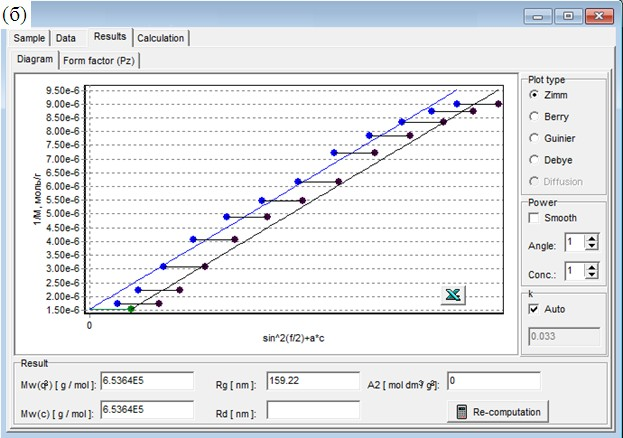 (б)
Sample Data Results Calculation
Diagram Form factor (Pz)
9.50e-6
9.00e-6
8.50e-6
8.00e-6
7.50e-6
7.00e-6
6.50e-6
6.00e-6
5.50e-6
5.00e-6
4.50e-6
4.00e-6
3.50e-6
3.00e-6
2.50e-6
2.00e-6
1.50e-6
1/М, моль/г
0
sin^2(f/2)+a*c
Plot type
Zimm
Berry
Guinier
Debye
Diffusion
Power
Smooth
Angle: 1
Conc.: 1
k
Auto
0.033
Result
Mw(q²) [ g / mol ]: 6.5364E5 Rg [ nm ]: 159.22 A2 [ mol dm³/ g²]: 0
Mw(c) [ g / mol ]: 6.5364E5 Rd [ nm ]: Re-computation